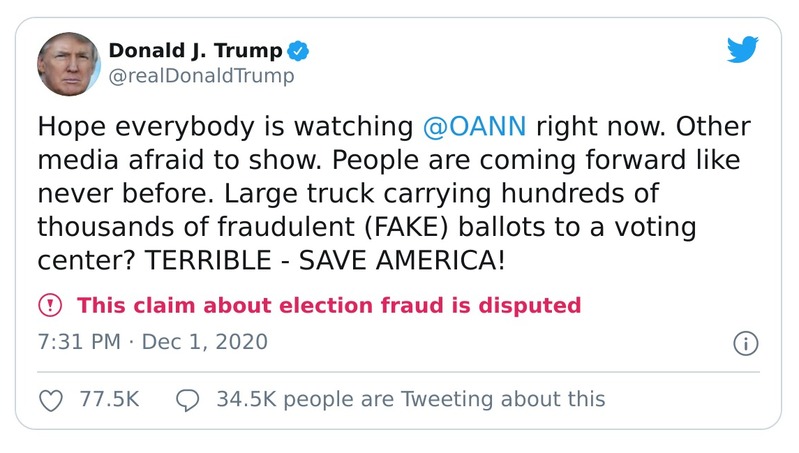 Donald J. Trump
@realDonaldTrump
Hope everybody is watching @OANN right now. Other
media afraid to show. People are coming forward like
never before. Large truck carrying hundreds of
thousands of fraudulent (FAKE) ballots to a voting
center? TERRIBLE - SAVE AMERICA!
This claim about election fraud is disputed
7:31 PM · Dec 1, 2020
77.5K 34.5K people are Tweeting about this